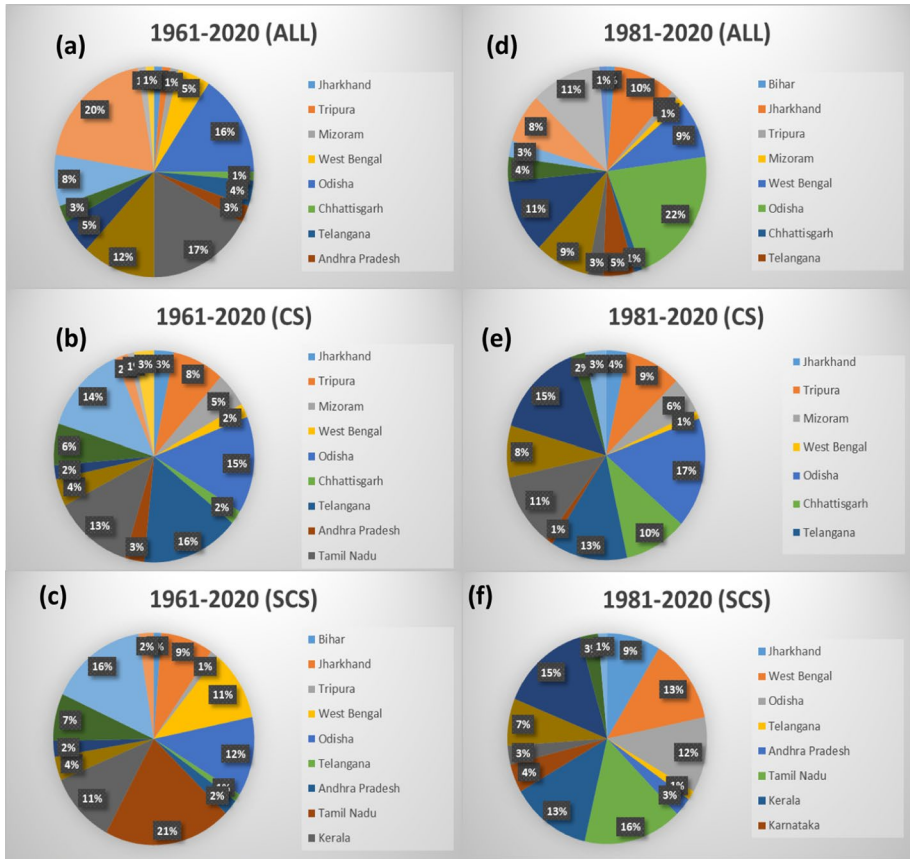 (a)
1961-2020 (ALL)
1%
1%
5%
16%
1%
4%
3%
17%
12%
5%
3%
8%
20%
Jharkhand
Tripura
Mizoram
West Bengal
Odisha
Chhattisgarh
Telangana
Andhra Pradesh
(d)
1981-2020 (ALL)
1%
10%
1%
9%
22%
1%
5%
3%
9%
11%
4%
3%
8%
11%
Bihar
Jharkhand
Tripura
Mizoram
West Bengal
Odisha
Chhattisgarh
Telangana
(b)
1961-2020 (CS)
3%
8%
5%
2%
15%
2%
16%
3%
13%
4%
2%
6%
14%
3%
Jharkhand
Tripura
Mizoram
West Bengal
Odisha
Chhattisgarh
Telangana
Andhra Pradesh
Tamil Nadu
(e)
1981-2020 (CS)
4%
9%
6%
1%
17%
10%
13%
1%
11%
8%
15%
2%
3%
Jharkhand
Tripura
Mizoram
West Bengal
Odisha
Chhattisgarh
Telangana
(c)
1961-2020 (SCS)
9%
1%
11%
12%
2%
21%
11%
4%
2%
7%
16%
2%
Bihar
Jharkhand
Tripura
West Bengal
Odisha
Telangana
Andhra Pradesh
Tamil Nadu
Kerala
(f)
1981-2020 (SCS)
9%
13%
12%
1%
3%
16%
13%
4%
3%
7%
15%
1%
Jharkhand
West Bengal
Odisha
Telangana
Andhra Pradesh
Tamil Nadu
Kerala
Karnataka